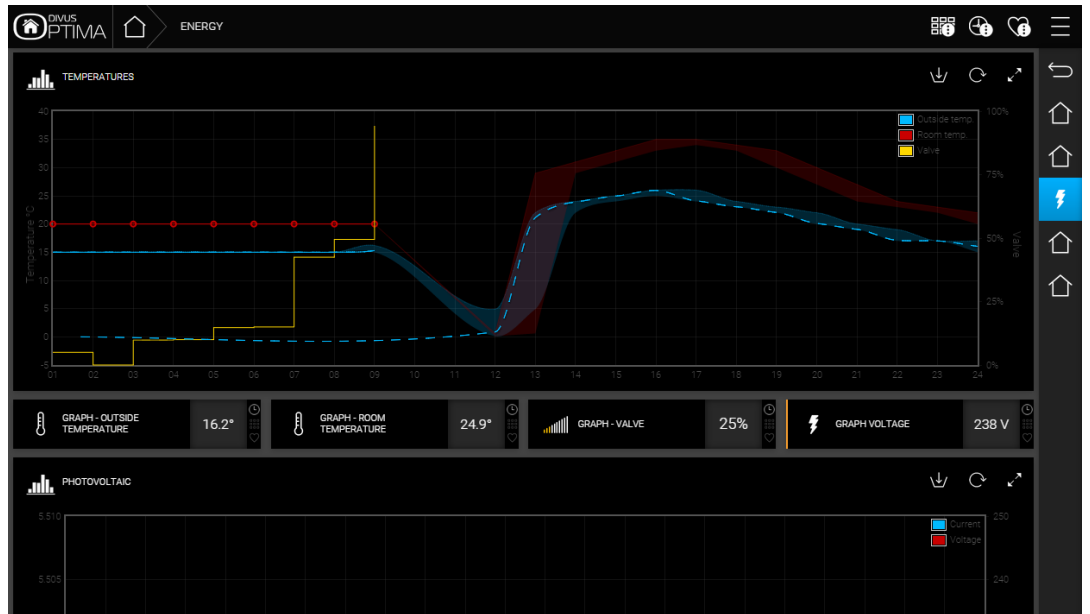 DIVUS
OPTIMA
ENERGY
TEMPERATURES
40
35
30
25
20
15
10
5
0
-5
Temperature °C
100%
75%
50%
25%
0%
Valve
Outside temp.
Room temp.
Valve
01 02 03 04 05 06 07 08 09 10 11 12 13 14 15 16 17 18 19 20 21 22 23 24
GRAPH - OUTSIDE
TEMPERATURE
16.2°
GRAPH - ROOM
TEMPERATURE
24.9°
GRAPH - VALVE
25%
GRAPH VOLTAGE
238 V
PHOTOVOLTAIC
5.510
5.505
250
240
Current
Voltage